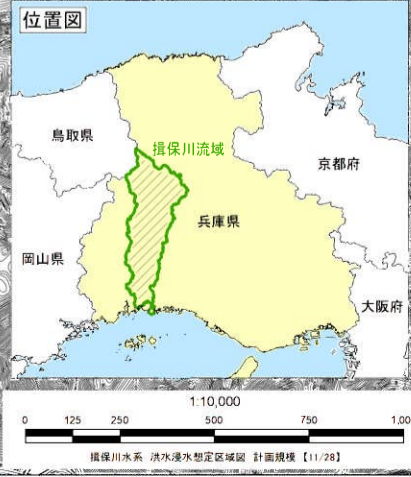 位置図
鳥取県
揖保川流域
京都府
兵庫県
岡山県
大阪府
1:10,000
0 125 250 500 750 1,00
揖保川水系 洪水浸水想定区域図 計画規模 【11/28】